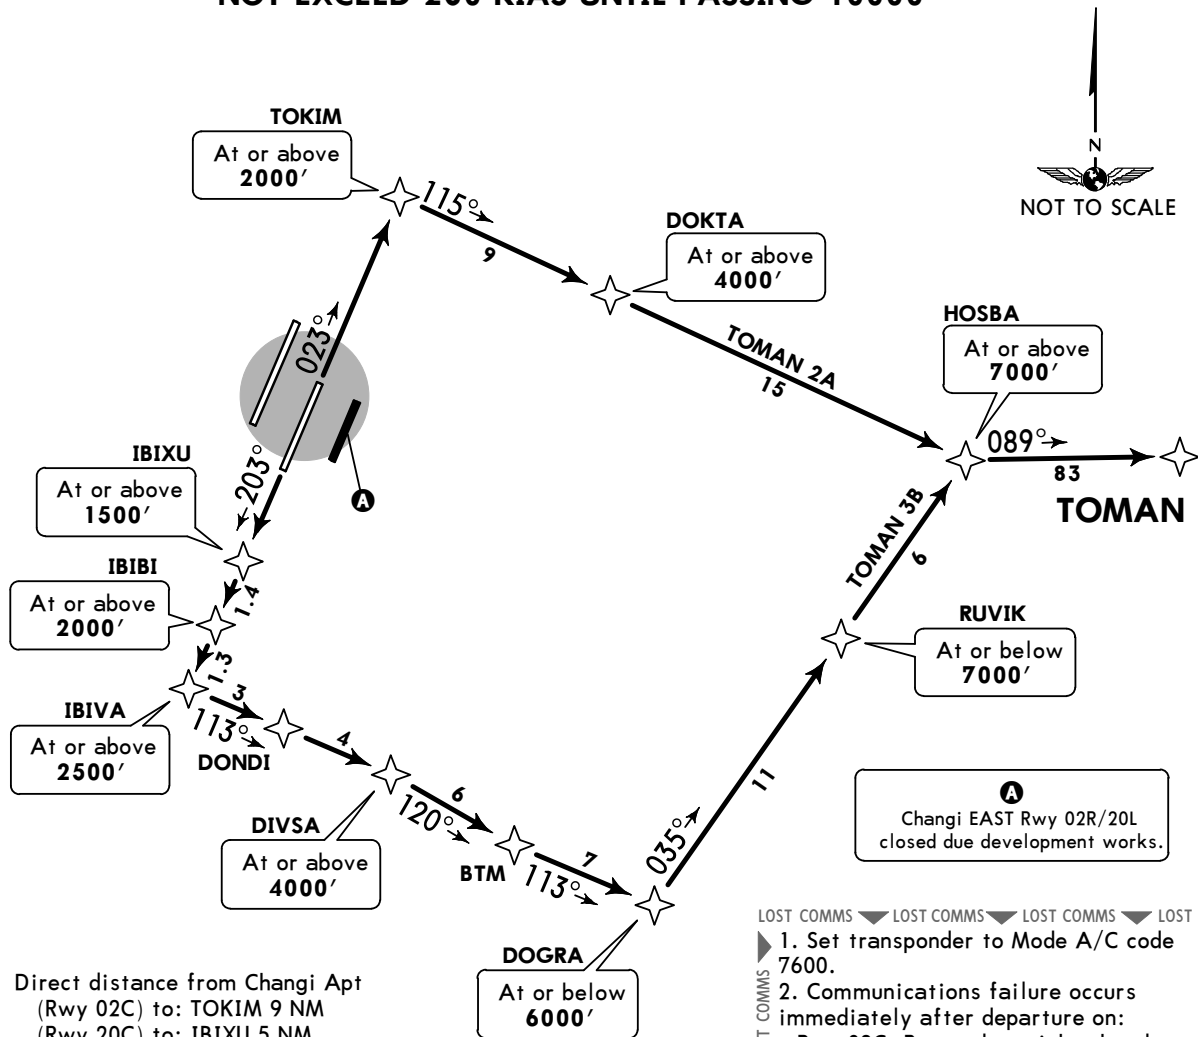 NOT EXCEED 200 KIAS UNTIL PASSING 10000'
N
NOT TO SCALE
TOKIM
At or above
2000'
115°
9
DOKTA
At or above
4000'
TOMAN 2A
15
HOSBA
At or above
7000'
089°
83
TOMAN
023°
203°
A
IBIXU
At or above
1500'
1.4
IBIBI
At or above
2000'
1.3
IBIVA
At or above
2500'
3
113°
DONDI
4
DIVSA
At or above
4000'
6
120°
BTM
7
113°
DOGRA
At or below
6000'
035°
11
RUVIK
At or below
7000'
TOMAN 3B
6
A
Changi EAST Rwy 02R/20L
closed due development works.
LOST COMMS LOST COMMS LOST COMMS LOST
1. Set transponder to Mode A/C code
7600.
2. Communications failure occurs
immediately after departure on:
COMMS
Direct distance from Changi Apt
(Rwy 02C) to: TOKIM 9 NM
(Rwy 20C) to: IBIXU 5 NM